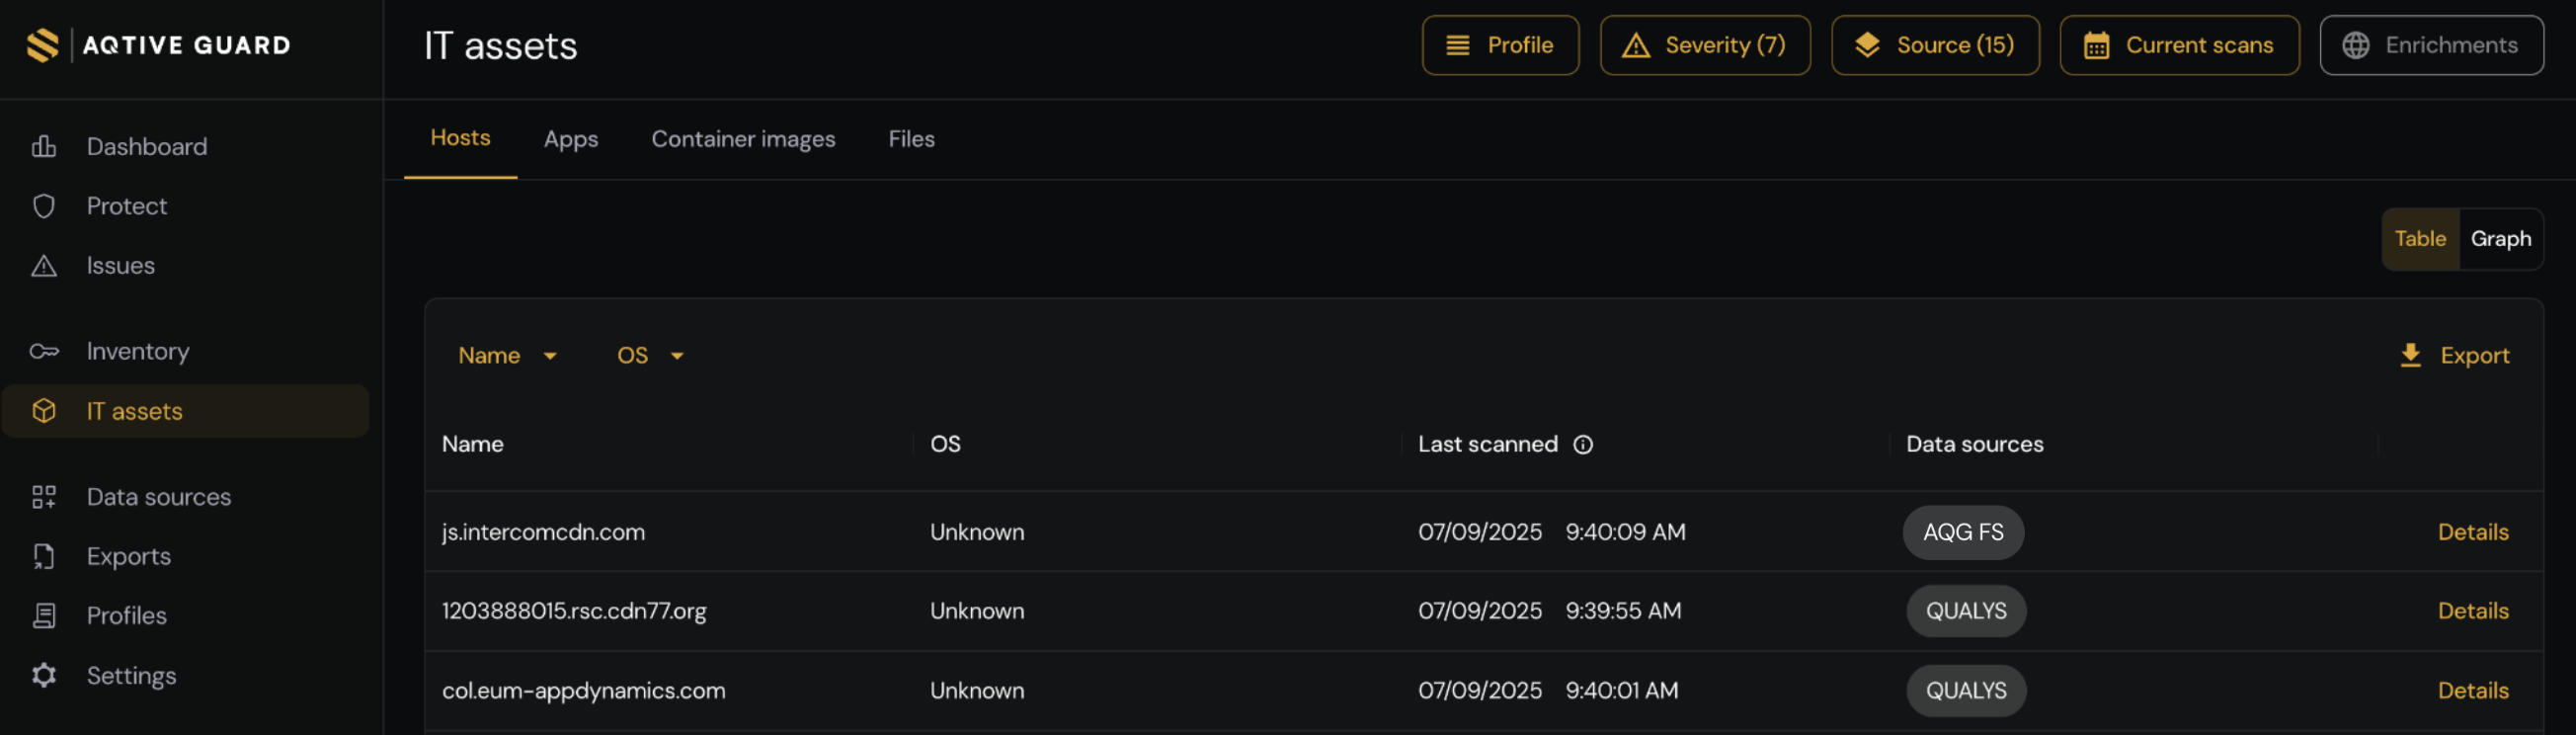 AQTIVE GUARD
IT assets
Profile
Severity (7)
Source (15)
Current scans
Enrichments
Dashboard
Protect
Issues
Inventory
IT assets
Data sources
Exports
Profiles
Settings
Hosts Apps Container images Files
Table Graph
Name OS Export
Name OS Last scanned Data sources
js.intercomcdn.com Unknown 07/09/2025 9:40:09 AM AQG FS Details
1203888015.rsc.cdn77.org Unknown 07/09/2025 9:39:55 AM QUALYS Details
col.eum-appdynamics.com Unknown 07/09/2025 9:40:01 AM QUALYS Details